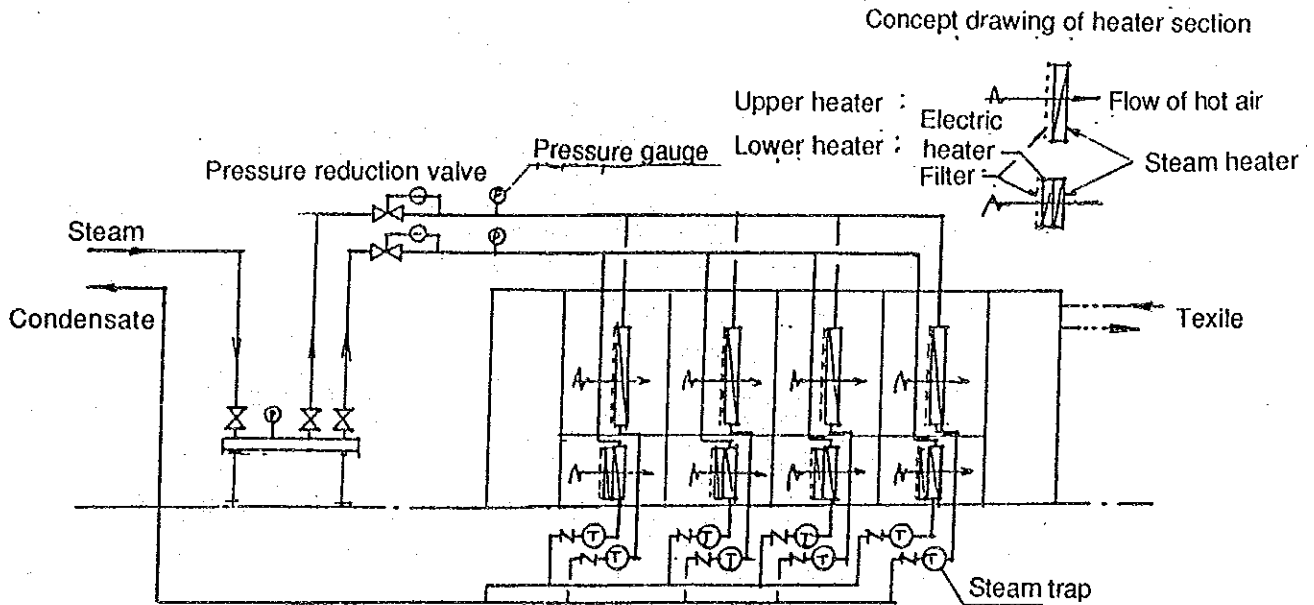 Concept drawing of heater section
Upper heater :
Flow of hot air
Electric
Lower heater :
heater
Steam heater
Filter
Pressure gauge
Pressure reduction valve
P
P
Steam
Condensate
Texile
P
T
T
T
T
T
T
T
T
Steam trap